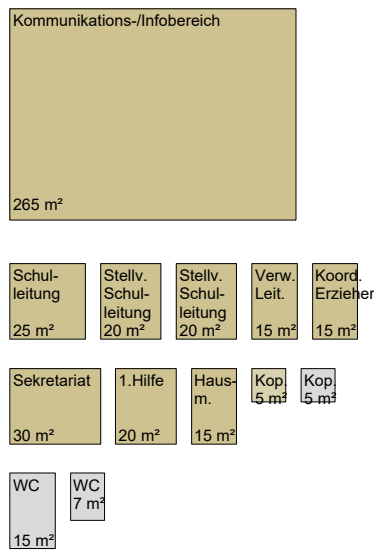 Kommunikations-/Infobereich
265 m²
Schul-
leitung
25 m²
Stellv.
Schul-
leitung
20 m²
Stellv.
Schul-
leitung
20 m²
Verw.
Leit.
15 m²
Koord.
Erzieher
15 m²
Sekretariat
30 m²
1.Hilfe
20 m²
Haus-
m.
15 m²
Kop.
5 m²
Kop.
5 m²
WC
15 m²
WC
7 m²